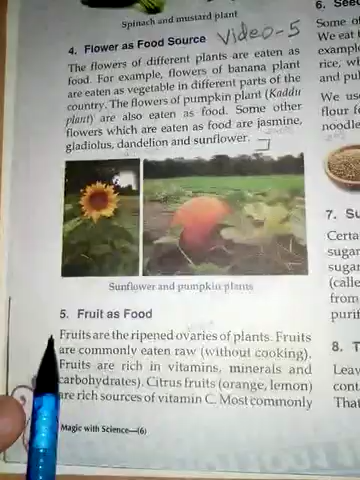 Spinach and mustard plant
4. Flower as Food Source
Video-5
The flowers of different plants are eaten as
food. For example, flowers of banana plant
are eaten as vegetable in different parts of the
country. The flowers of pumpkin plant (Kaddu
plant) are also eaten as food. Some other
flowers which are eaten as food are jasmine,
gladiolus, dandelion and sunflower.
Sunflower and pumpkin plants
5. Fruit as Food
Fruits are the ripened ovaries of plants. Fruits
are commonly eaten raw (without cooking).
Fruits are rich in vitamins, minerals and
carbohydrates). Citrus fruits (orange, lemon)
are rich sources of vitamin C. Most commonly
Magic with Science—(6)
6. Seed
Some of
We eat
example
rice, wh
and pul
We use
flour f
noodle
7. Su
Certa
sugar
sugar
(calle
from
purif
8. T
Leav
cont
That